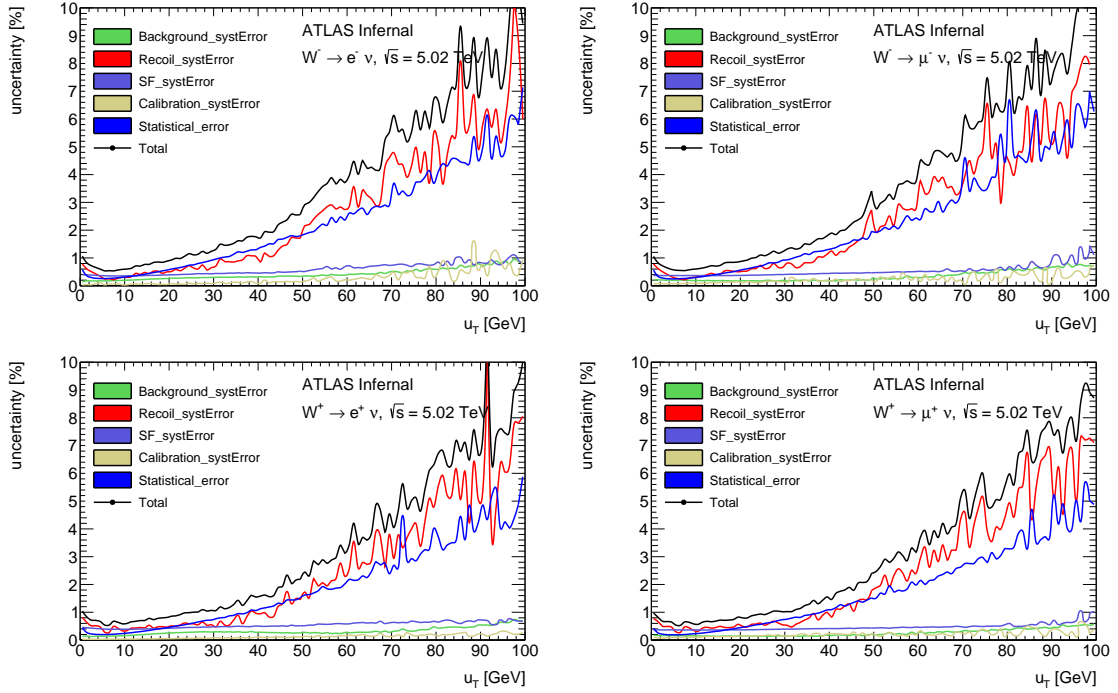 uncertainty [%]
10
9
8
7
6
5
4
3
2
1
0
Background_systError
Recoil_systError
SF_systError
Calibration_systError
Statistical_error
Total
ATLAS Internal
W⁻ → e⁻ ν, √s = 5.02 TeV
0 10 20 30 40 50 60 70 80 90 100
u_T [GeV]
uncertainty [%]
10
9
8
7
6
5
4
3
2
1
0
Background_systError
Recoil_systError
SF_systError
Calibration_systError
Statistical_error
Total
ATLAS Internal
W⁻ → μ⁻ ν, √s = 5.02 TeV
0 10 20 30 40 50 60 70 80 90 100
u_T [GeV]
uncertainty [%]
10
9
8
7
6
5
4
3
2
1
0
Background_systError
Recoil_systError
SF_systError
Calibration_systError
Statistical_error
Total
ATLAS Internal
W⁺ → e⁺ ν, √s = 5.02 TeV
0 10 20 30 40 50 60 70 80 90 100
u_T [GeV]
uncertainty [%]
10
9
8
7
6
5
4
3
2
1
0
Background_systError
Recoil_systError
SF_systError
Calibration_systError
Statistical_error
Total
ATLAS Internal
W⁺ → μ⁺ ν, √s = 5.02 TeV
0 10 20 30 40 50 60 70 80 90 100
u_T [GeV]